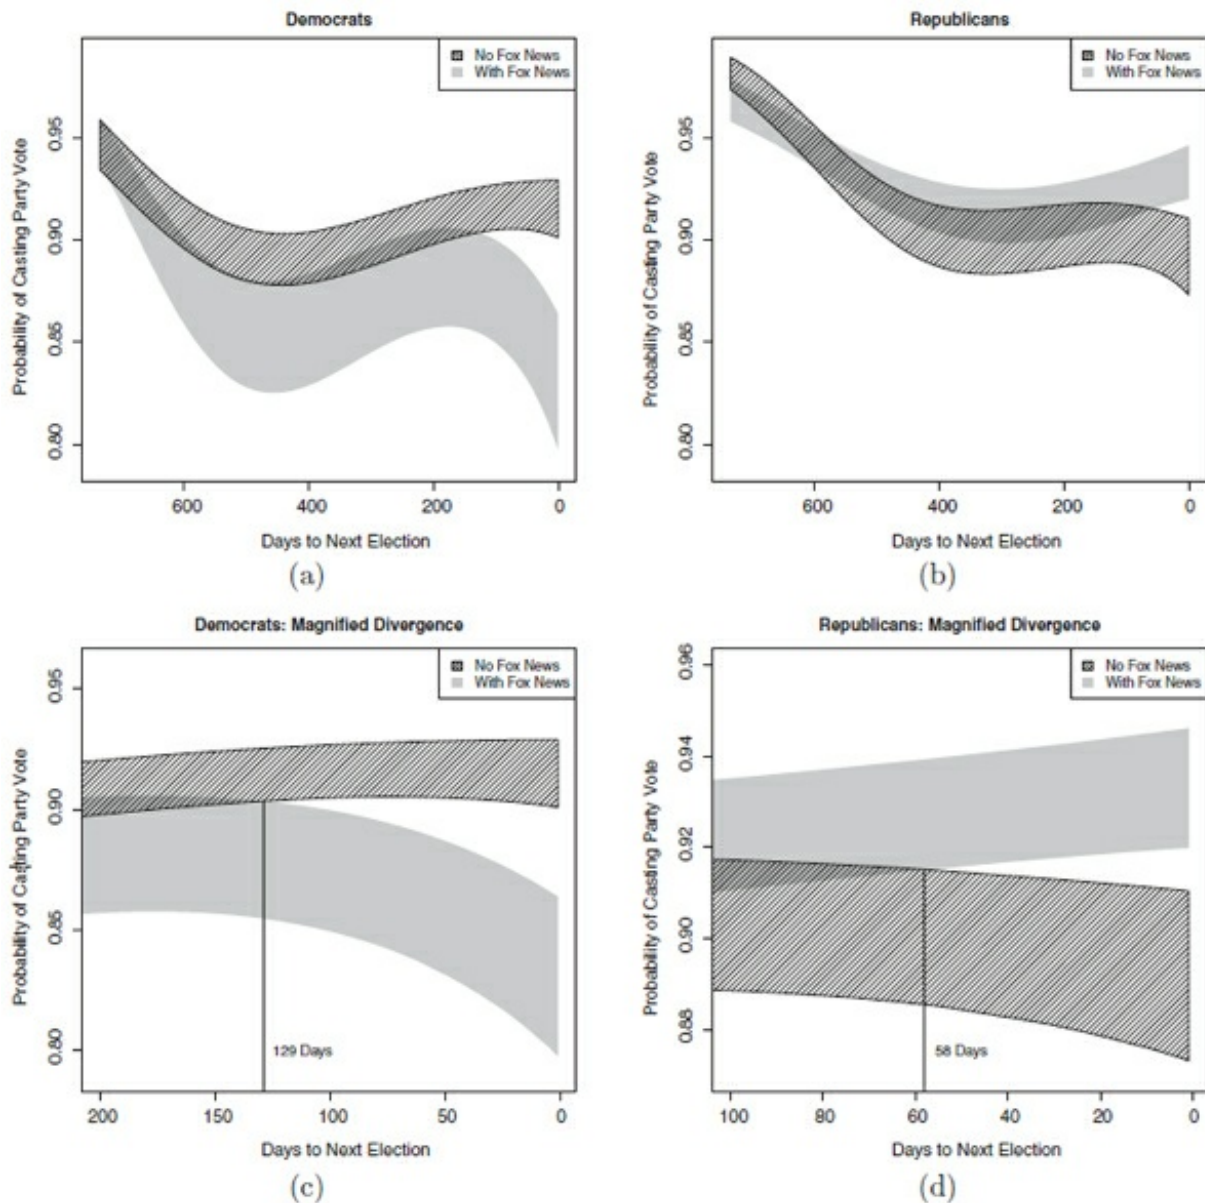 Democrats
No Fox News
With Fox News
Probability of Casting Party Vote
0.95
0.90
0.85
0.80
600
400
200
0
Days to Next Election
(a)
Republicans
No Fox News
With Fox News
Probability of Casting Party Vote
0.95
0.90
0.85
0.80
600
400
200
0
Days to Next Election
(b)
Democrats: Magnified Divergence
No Fox News
With Fox News
Probability of Casting Party Vote
0.95
0.90
0.85
0.80
129 Days
200
150
100
50
0
Days to Next Election
(c)
Republicans: Magnified Divergence
No Fox News
With Fox News
Probability of Casting Party Vote
0.96
0.94
0.92
0.90
0.88
58 Days
100
80
60
40
20
0
Days to Next Election
(d)